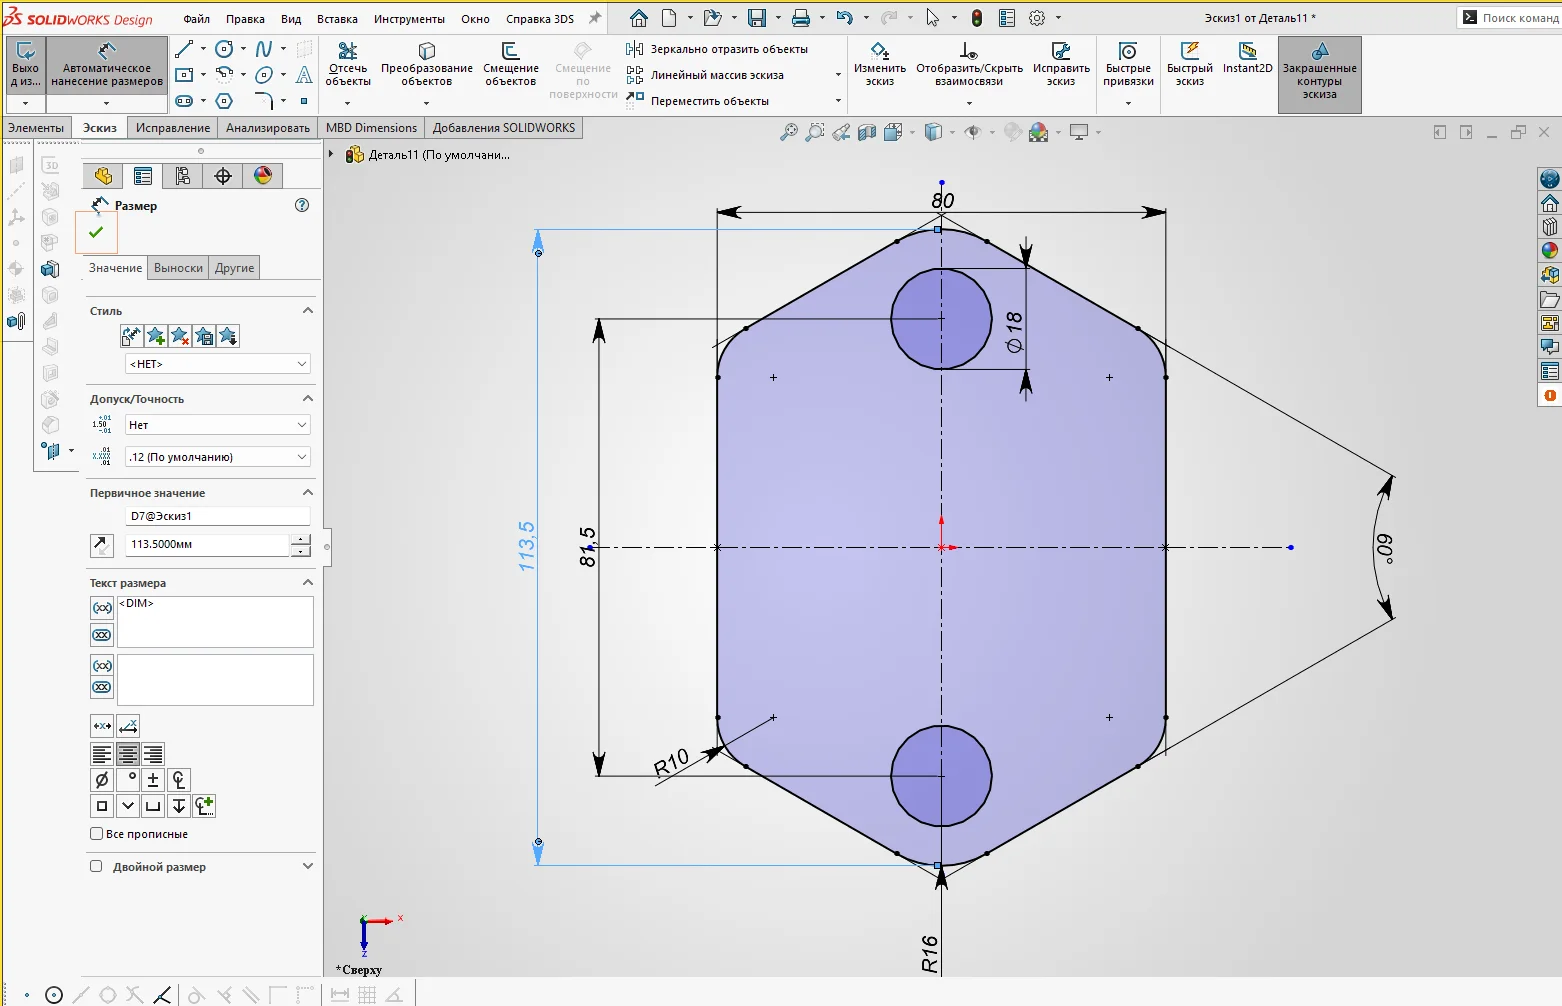 SOLIDWORKS Design
Файл Правка Вид Вставка Инструменты Окно Справка 3DS
Эскиз1 от Деталь11 *
Поиск команд
Выхо
д из...
Автоматическое
нанесение размеров
Отсечь
объекты
Преобразование
объектов
Смещение
объектов
Смещение
по
поверхности
Зеркально отразить объекты
Линейный массив эскиза
Переместить объекты
Изменить
эскиз
Отобразить/Скрыть
взаимосвязи
Исправить
эскиз
Быстрые
привязки
Быстрый
эскиз
Instant2D
Закрашенные
контуры
эскиза
Элементы Эскиз Исправление Анализировать MBD Dimensions Добавления SOLIDWORKS
Деталь11 (По умолчани...
Размер
Значение Выноски Другие
Стиль
<НЕТ>
Допуск/Точность
Нет
.12 (По умолчанию)
Первичное значение
D7@Эскиз1
113.5000мм
Текст размера
<DIM>
Все прописные
Двойной размер
80
∅18
113,5
81,5
60°
R10
R16
x
z
*Сверху